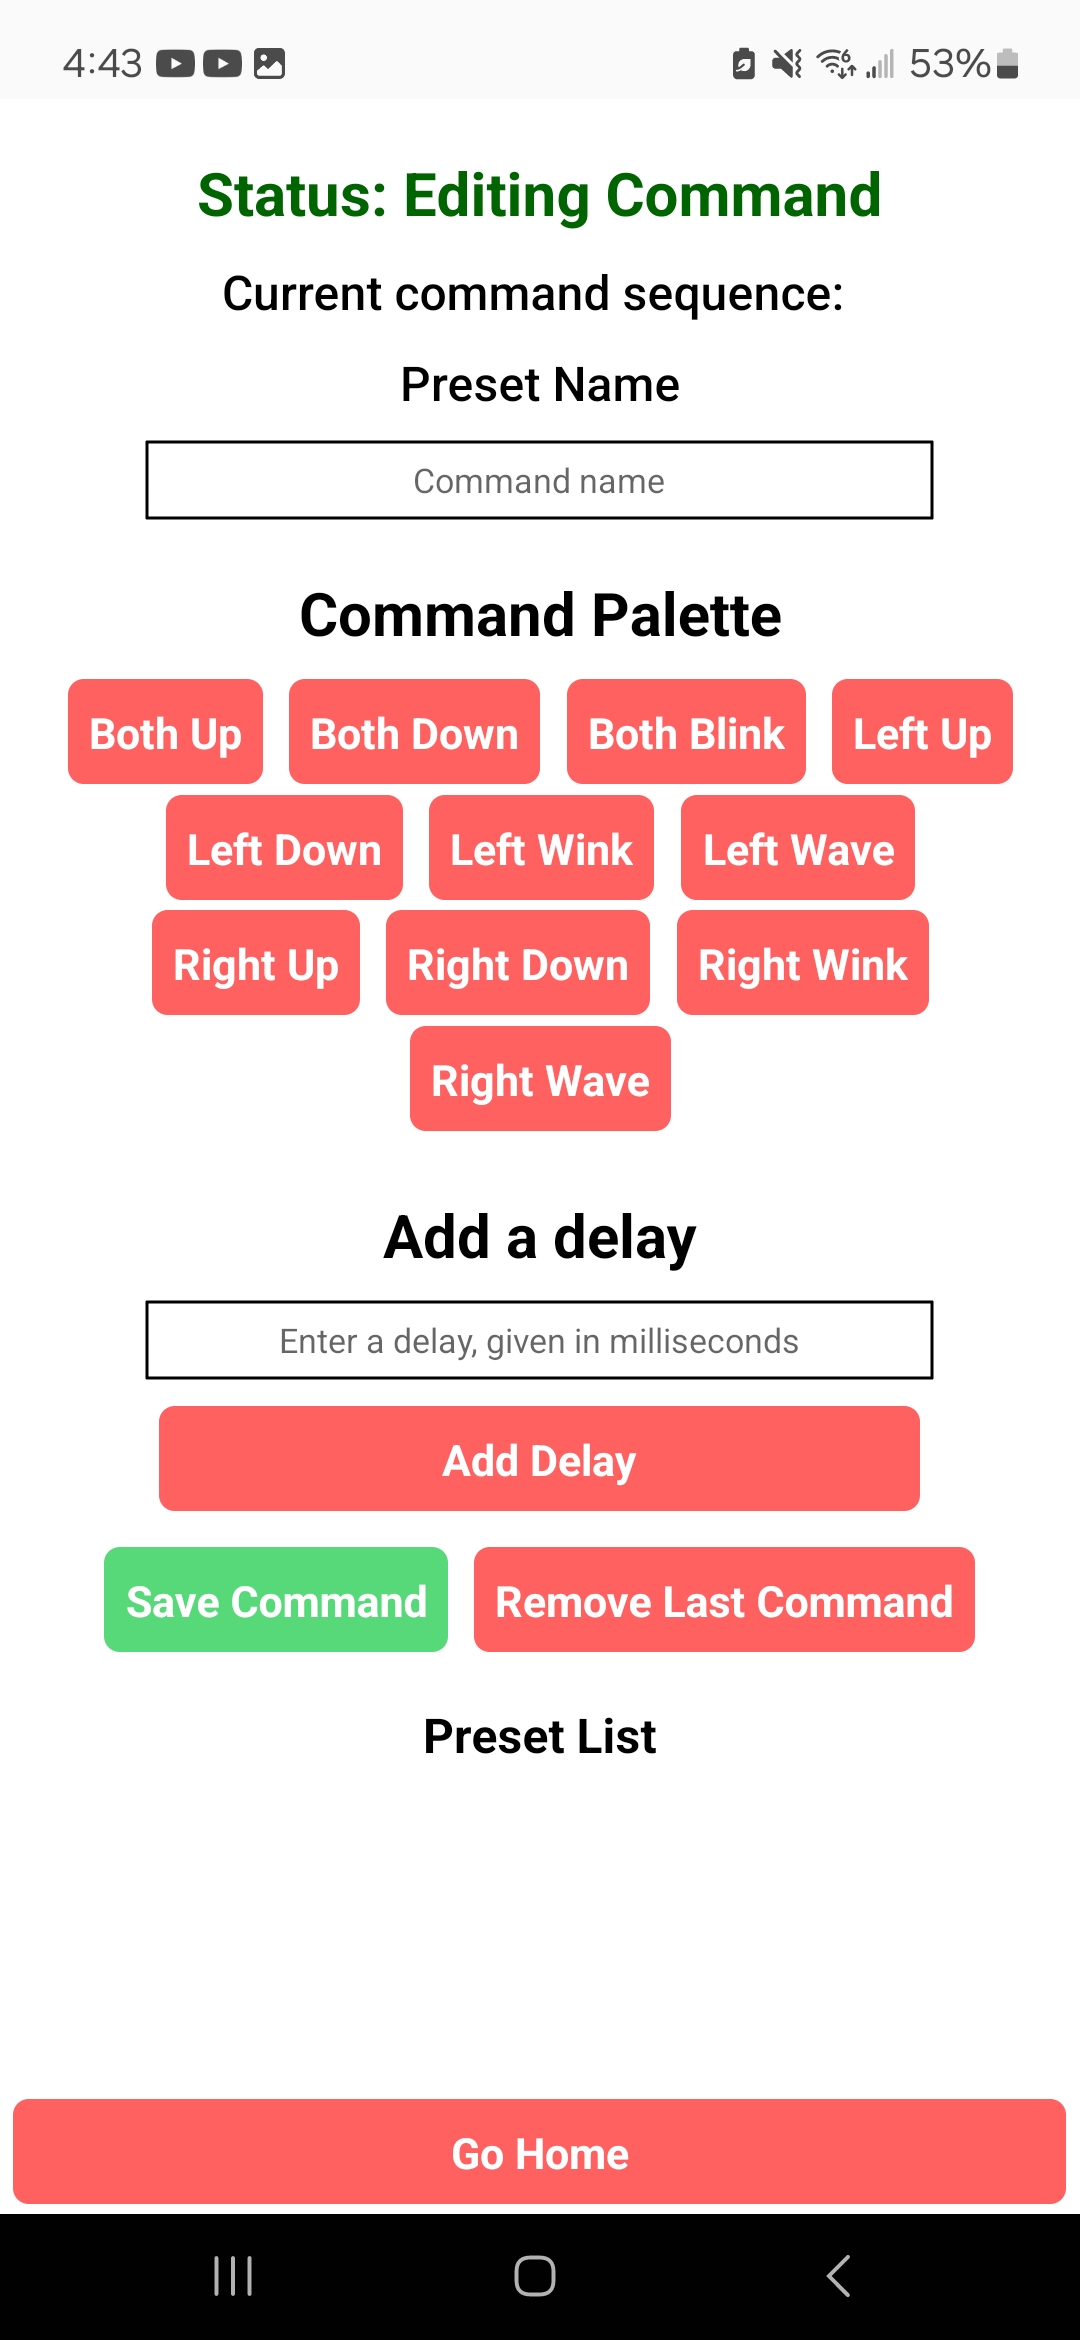 4:43 53%
Status: Editing Command
Current command sequence:
Preset Name
Command name
Command Palette
Both Up Both Down Both Blink Left Up
Left Down Left Wink Left Wave
Right Up Right Down Right Wink
Right Wave
Add a delay
Enter a delay, given in milliseconds
Add Delay
Save Command Remove Last Command
Preset List
Go Home